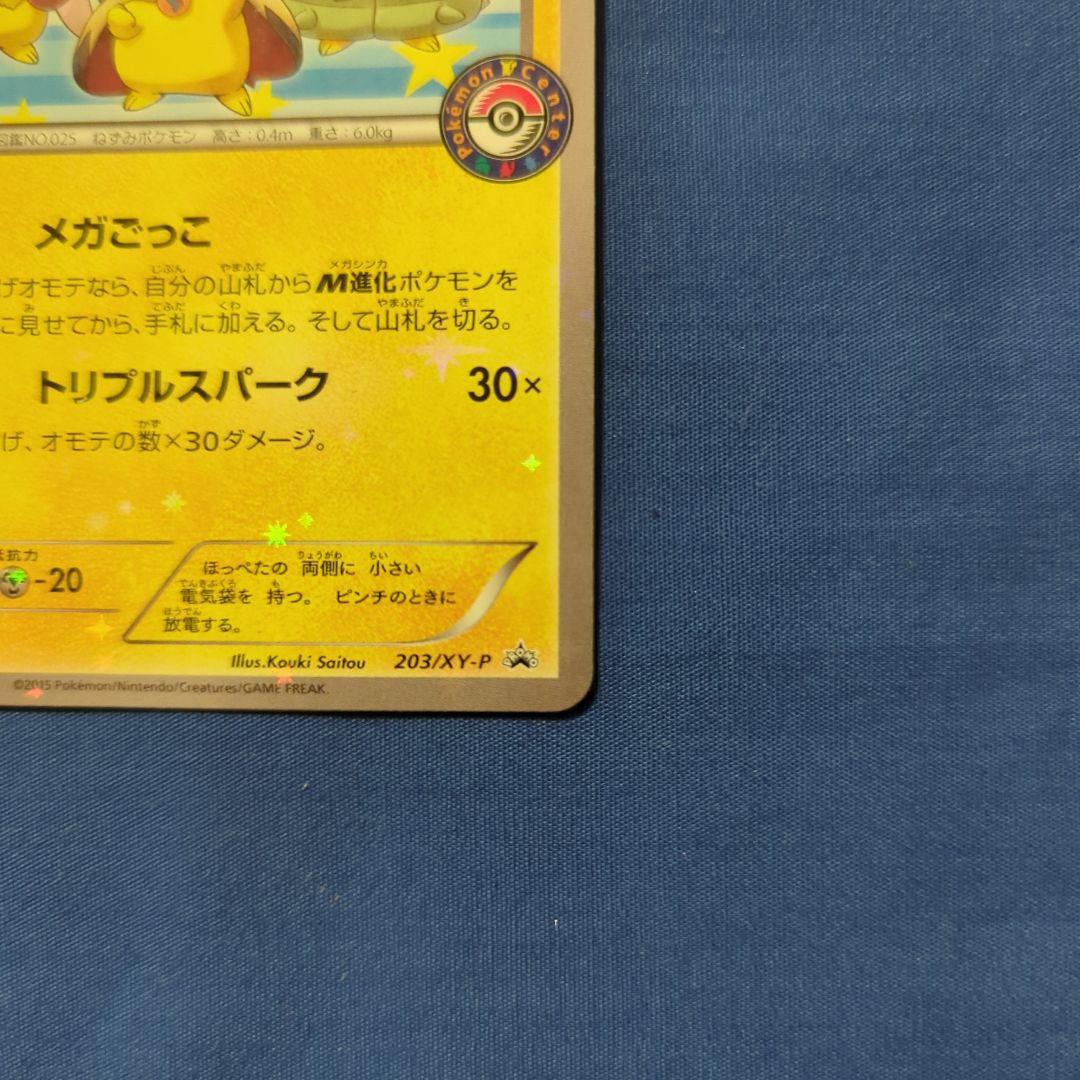 Pokémon Center
図鑑NO.025 ねずみポケモン 高さ：0.4m 重さ：6.0kg
メガごっこ
げオモテなら、自分の山札からM進化ポケモンを
に見せてから、手札に加える。そして山札を切る。
トリプルスパーク 30×
げ、オモテの数×30ダメージ。
抵抗力
-20
ほっぺたの 両側に 小さい
電気袋を 持つ。 ピンチのときに
放電する。
Illus.Kouki Saitou 203/XY-P
©2015 Pokémon/Nintendo/Creatures/GAME FREAK.